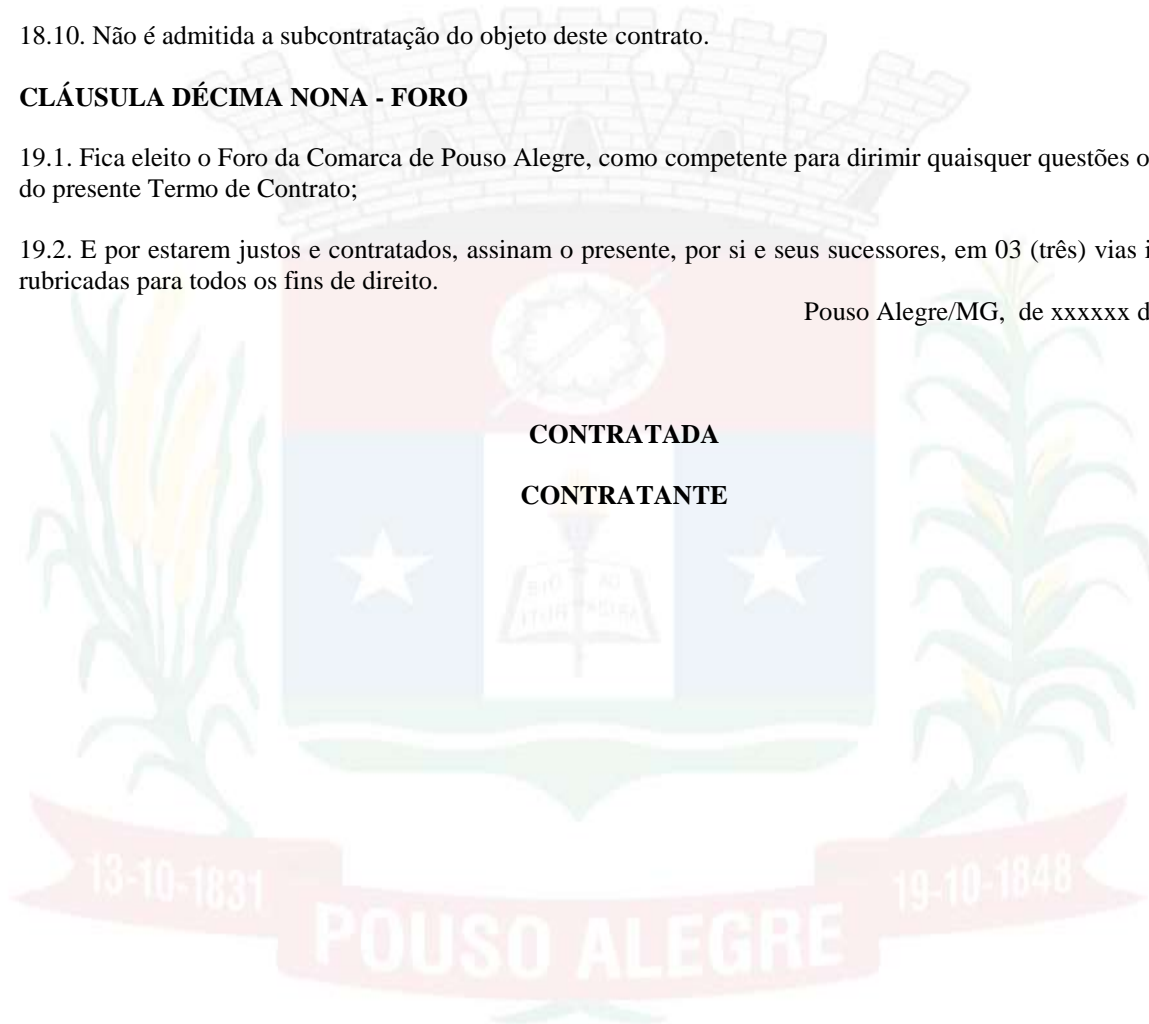 18.10. Não é admitida a subcontratação do objeto deste contrato.
CLÁUSULA DÉCIMA NONA - FORO
19.1. Fica eleito o Foro da Comarca de Pouso Alegre, como competente para dirimir quaisquer questões
do presente Termo de Contrato;
19.2. E por estarem justos e contratados, assinam o presente, por si e seus sucessores, em 03 (três) vias
rubricadas para todos os fins de direito.
Pouso Alegre/MG, de xxxxxx
CONTRATADA
CONTRATANTE
13-10-1831
19-10-1848
POUSO ALEGRE